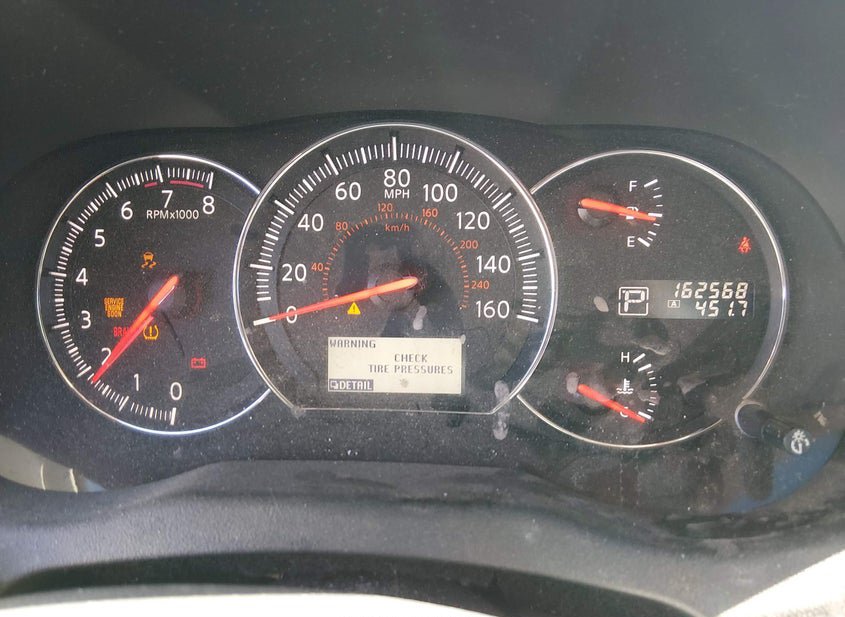 8
7
6
5
4
3
2
1
0
RPMx1000
SERVICE
ENGINE
SOON
0
20
40
60
80
100
120
140
160
MPH
40
80
120
160
200
240
km/h
WARNING
CHECK
TIRE PRESSURES
DETAIL
F
E
P
162568
A 451.7
H
C